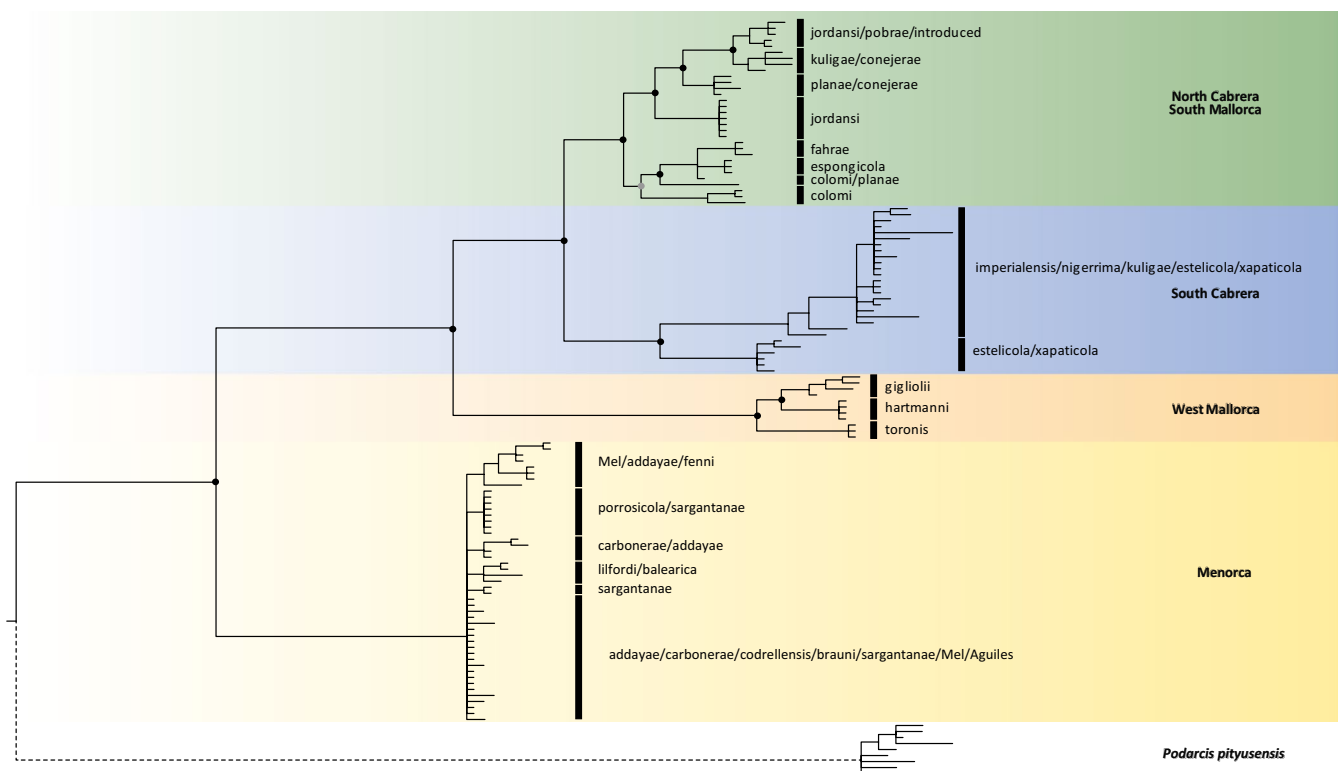 jordansi/pobrae/introduced
kuligae/conejerae
planae/conejerae
North Cabrera
South Mallorca
jordansi
fahrae
espongicola
colomi/planae
colomi
imperialensis/nigerrima/kuligae/estelicola/xapaticola
South Cabrera
estelicola/xapaticola
gigliolii
hartmanni
West Mallorca
toronis
Mel/addayae/fenni
porrosicola/sargantanae
carbonerae/addayae
lilfordi/balearica
Menorca
sargantanae
addayae/carbonerae/codrellensis/brauni/sargantanae/Mel/Aguiles
Podarcis pityusensis